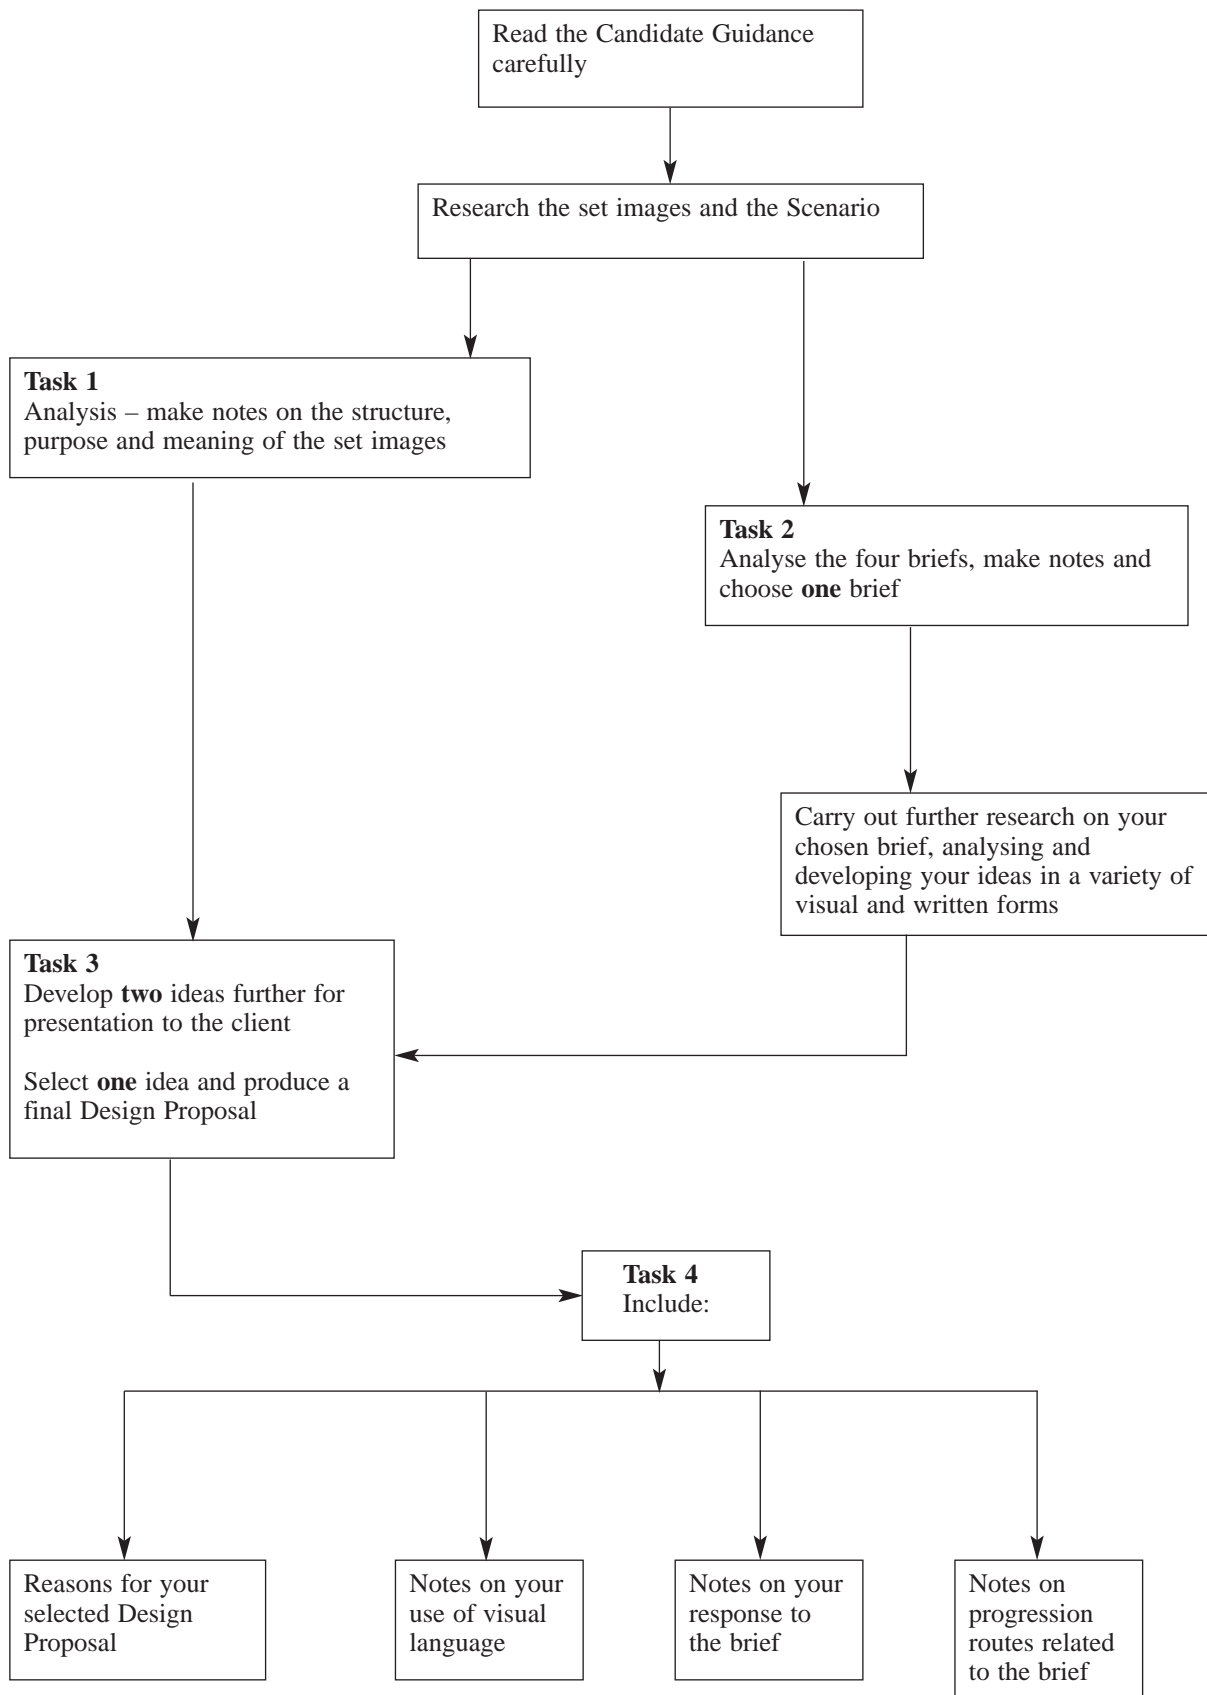 Read the Candidate Guidance
carefully
Research the set images and the Scenario
Task 1
Analysis – make notes on the structure,
purpose and meaning of the set images
Task 2
Analyse the four briefs, make notes and
choose one brief
Carry out further research on your
chosen brief, analysing and
developing your ideas in a variety of
visual and written forms
Task 3
Develop two ideas further for
presentation to the client
Select one idea and produce a
final Design Proposal
Task 4
Include:
Reasons for your
selected Design
Proposal
Notes on your
use of visual
language
Notes on your
response to
the brief
Notes on
progression
routes related
to the brief